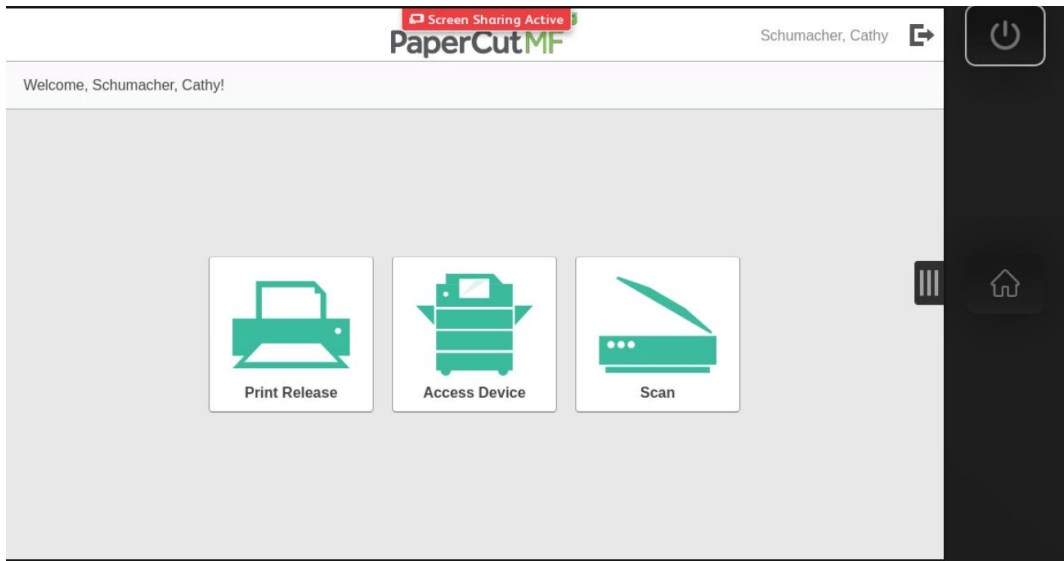 Screen Sharing Active
PaperCutMF
Schumacher, Cathy
Welcome, Schumacher, Cathy!
Print Release
Access Device
Scan